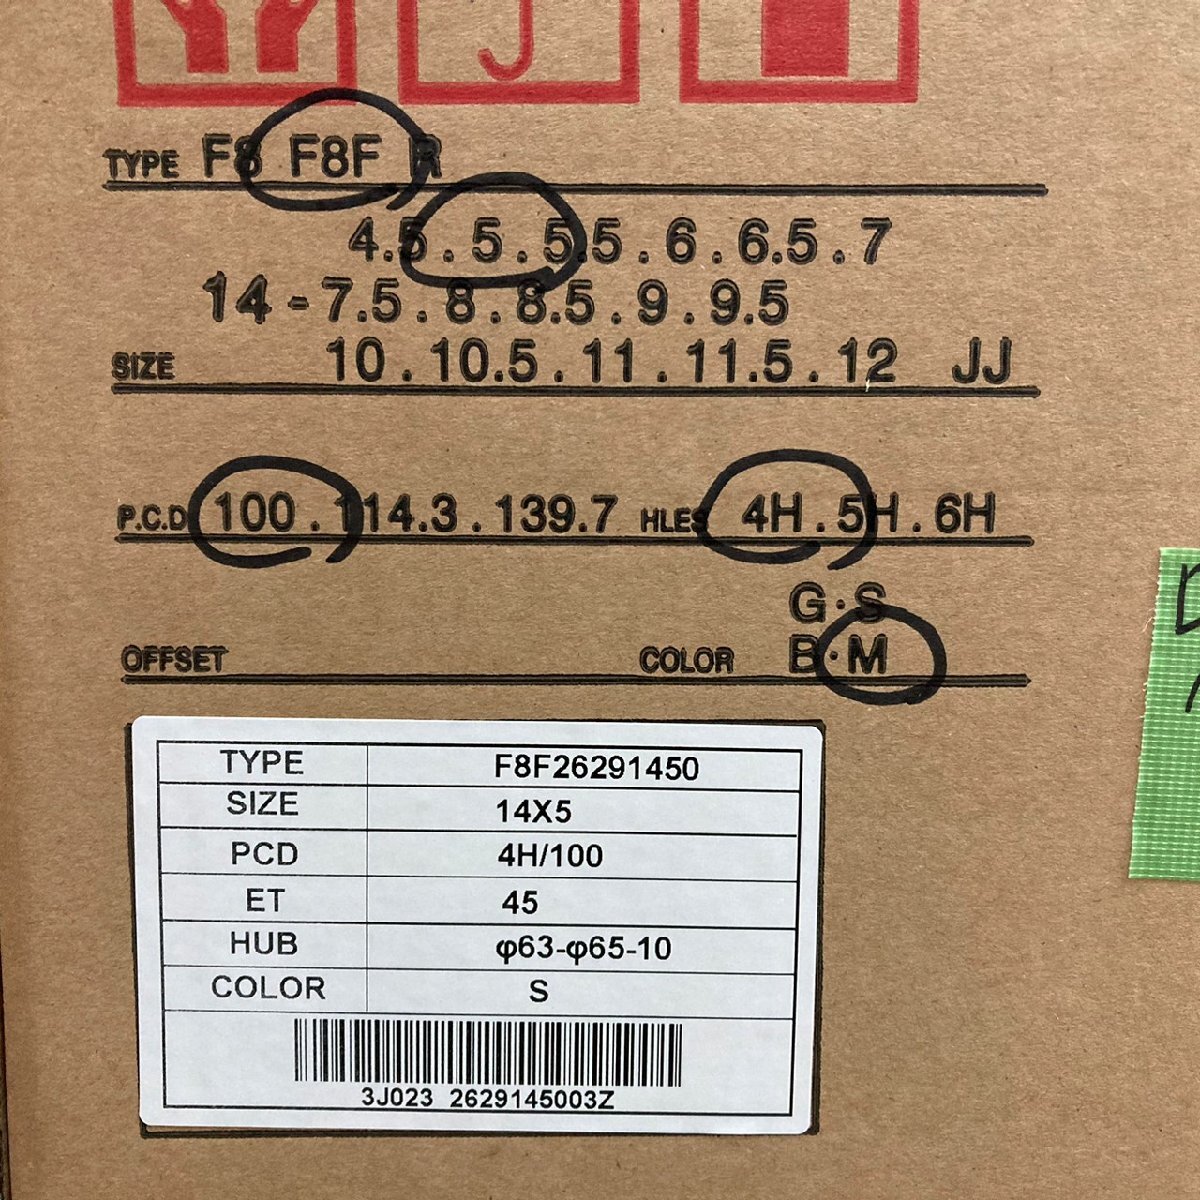 TYPE F8 F8F R
4.5 . 5 . 5.5 . 6 . 6.5 . 7
14 - 7.5 . 8 . 8.5 . 9 . 9.5
SIZE 10 . 10.5 . 11 . 11.5 . 12 JJ
P.C.D 100 . 114.3 . 139.7 HLES 4H . 5H . 6H
G・S
OFFSET COLOR B・M
TYPE F8F26291450
SIZE 14X5
PCD 4H/100
ET 45
HUB φ63-φ65-10
COLOR S
3J023 2629145003Z